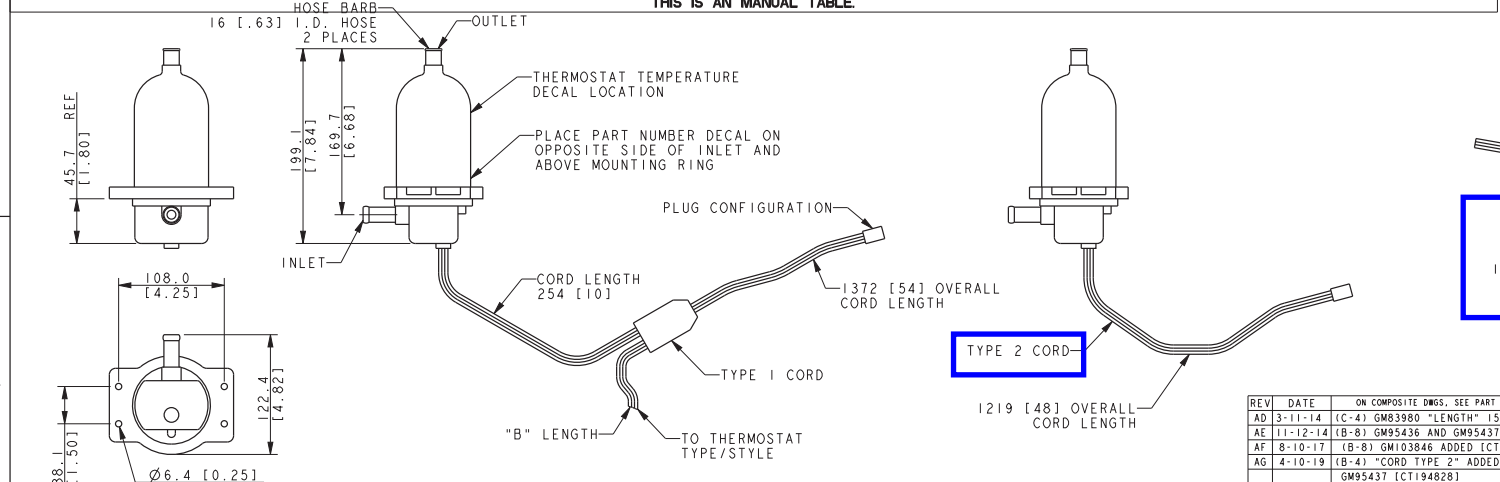 THIS IS AN MANUAL TABLE.
HOSE BARB
16 [.63] I.D. HOSE
2 PLACES
OUTLET
THERMOSTAT TEMPERATURE
DECAL LOCATION
45.7 REF
[1.80]
199.1
[7.84]
169.7
[6.68]
PLACE PART NUMBER DECAL ON
OPPOSITE SIDE OF INLET AND
ABOVE MOUNTING RING
PLUG CONFIGURATION
INLET
CORD LENGTH
254 [10]
1372 [54] OVERALL
CORD LENGTH
108.0
[4.25]
TYPE 2 CORD
TYPE 1 CORD
122.4
[4.82]
1219 [48] OVERALL
CORD LENGTH
"B" LENGTH
TO THERMOSTAT
TYPE/STYLE
1.50]
Ø6.4 [0.25]
REV DATE ON COMPOSITE DWGS, SEE PART
AD 3-11-14 (C-4) GM83980 "LENGTH" 15
AE 11-12-14 (B-8) GM95436 AND GM95437
AF 8-10-17 (B-8) GM103846 ADDED [CT
AG 4-10-19 (B-4) "CORD TYPE 2" ADDED
GM95437 [CT194828]